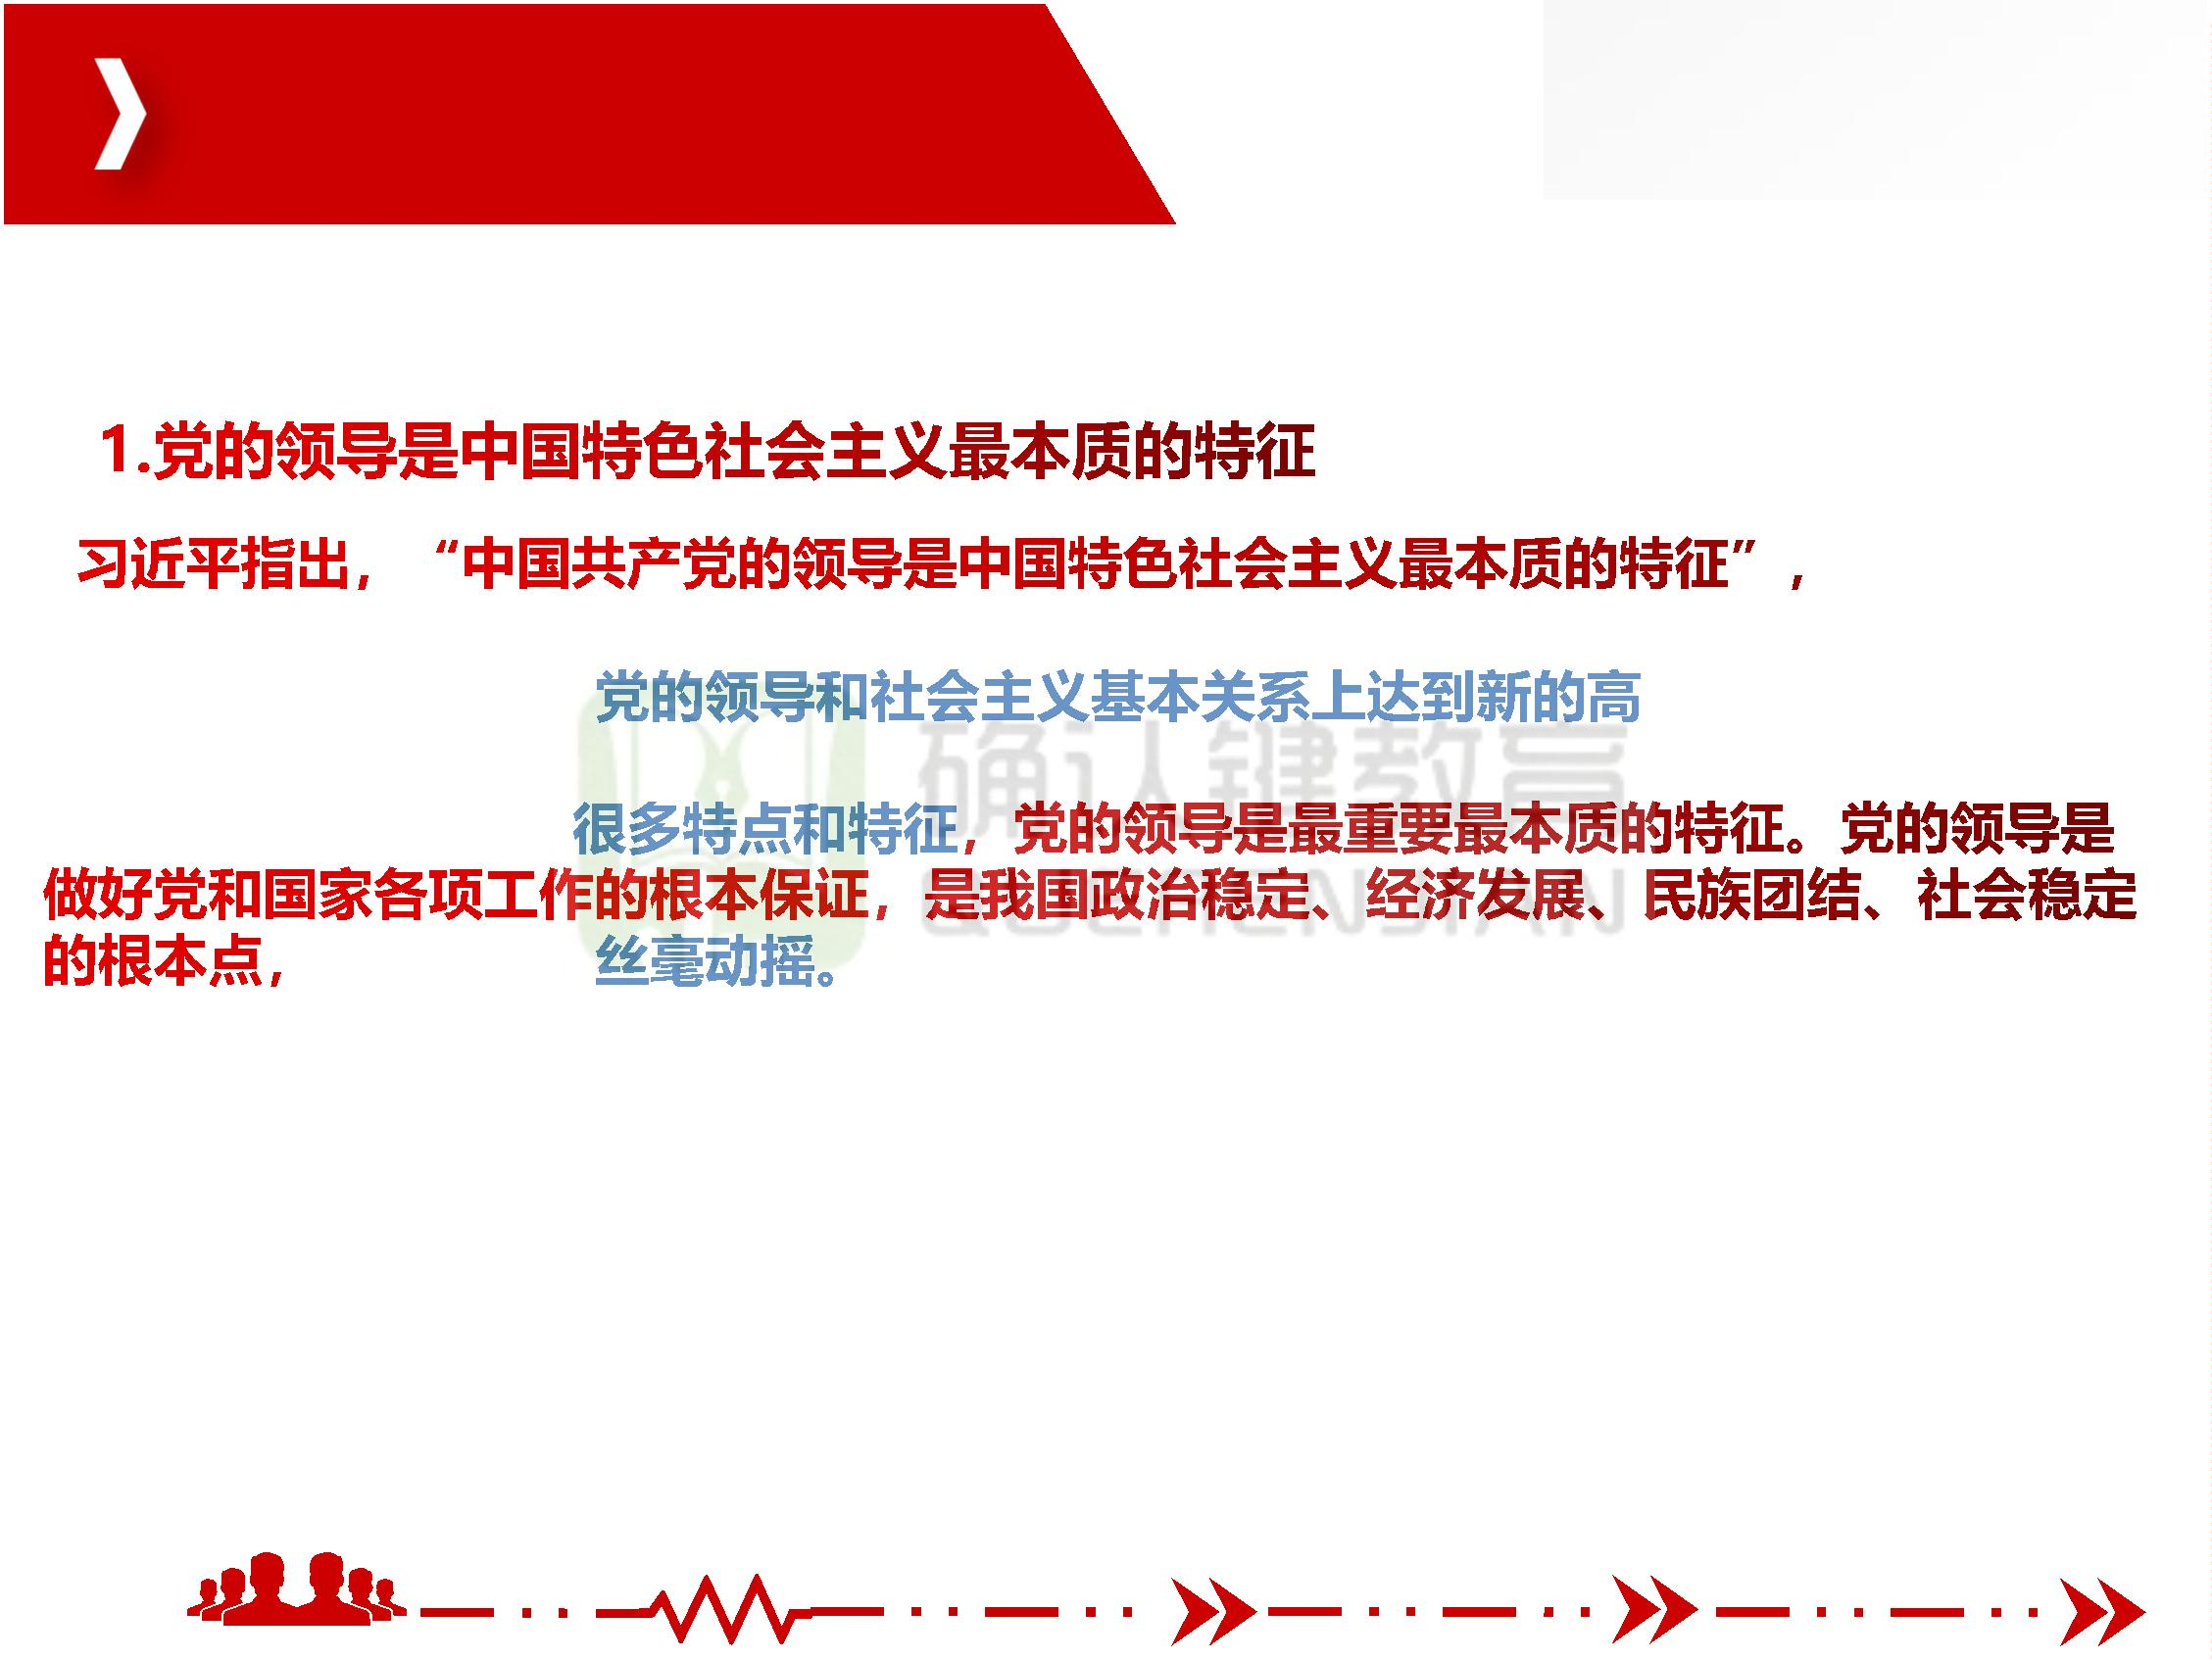 1.党的领导是中国特色社会主义最本质的特征
习近平指出，“中国共产党的领导是中国特色社会主义最本质的特征”，
党的领导和社会主义基本关系上达到新的高
确认键教育
很多特点和特征，党的领导是最重要最本质的特征。党的领导是
做好党和国家各项工作的根本保证，是我国政治稳定、经济发展、民族团结、社会稳定
QUERENJIAN
的根本点，丝毫动摇。